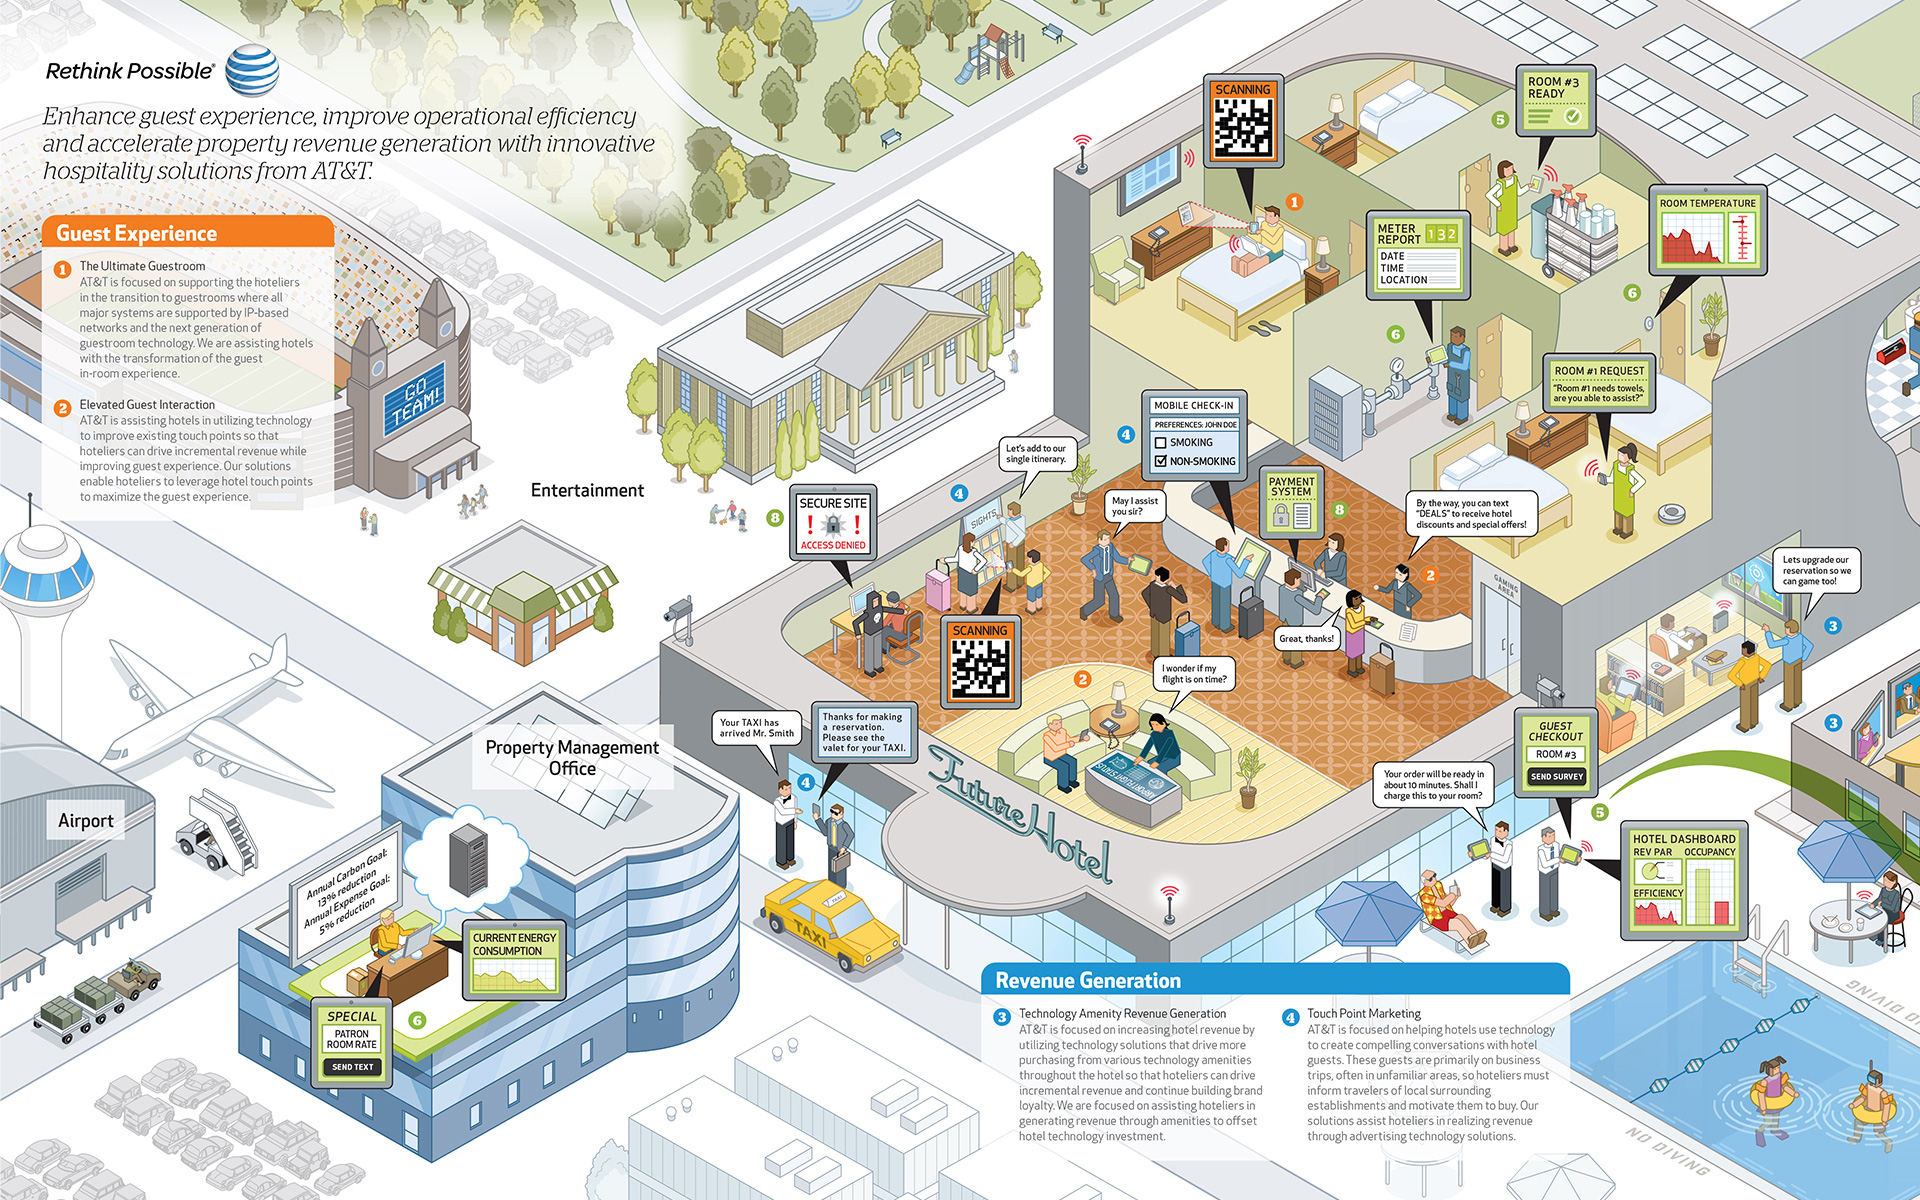 Rethink Possible®
Enhance guest experience, improve operational efficiency
and accelerate property revenue generation with innovative
hospitality solutions from AT&T.
Guest Experience
1 The Ultimate Guestroom
AT&T is focused on supporting the hoteliers
in the transition to guestrooms where all
major systems are supported by IP-based
networks and the next generation of
guestroom technology. We are assisting hotels
with the transformation of the guest
in-room experience.
2 Elevated Guest Interaction
AT&T is assisting hotels in utilizing technology
to improve existing touch points so that
hoteliers can drive incremental revenue while
improving guest experience. Our solutions
enable hoteliers to leverage hotel touch points
to maximize the guest experience.
GO
TEAM!
Entertainment
Airport
Property Management
Office
Annual Carbon Goal:
13% reduction
Annual Expense Goal:
5% reduction
CURRENT ENERGY
CONSUMPTION
SPECIAL
PATRON
ROOM RATE
SEND TEXT
6
SCANNING
1
ROOM #3
READY
5
METER
REPORT 132
DATE
TIME
LOCATION
6
ROOM TEMPERATURE
6
ROOM #1 REQUEST
"Room #1 needs towels,
are you able to assist?"
MOBILE CHECK-IN
PREFERENCES: JOHN DOE
SMOKING
NON-SMOKING
4
Let's add to our
single itinerary.
4
SIGHTS
SECURE SITE
! !
ACCESS DENIED
8
May I assist
you sir?
PAYMENT
SYSTEM
8
By the way, you can text
"DEALS" to receive hotel
discounts and special offers!
2
GAMING
AREA
Lets upgrade our
reservation so we
can game too!
3
Great, thanks!
SCANNING
2
I wonder if my
flight is on time?
AIRPORT FLIGHT STATUS
Your TAXI has
arrived Mr. Smith
Thanks for making
a reservation.
Please see the
valet for your TAXI.
4
Future Hotel
TAXI
TAXI
Your order will be ready in
about 10 minutes. Shall I
charge this to your room?
GUEST
CHECKOUT
ROOM #3
SEND SURVEY
5
3
HOTEL DASHBOARD
REV PAR OCCUPANCY
EFFICIENCY
NO DIVING
NO DIVING
Revenue Generation
3 Technology Amenity Revenue Generation
AT&T is focused on increasing hotel revenue by
utilizing technology solutions that drive more
purchasing from various technology amenities
throughout the hotel so that hoteliers can drive
incremental revenue and continue building brand
loyalty. We are focused on assisting hoteliers in
generating revenue through amenities to offset
hotel technology investment.
4 Touch Point Marketing
AT&T is focused on helping hotels use technology
to create compelling conversations with hotel
guests. These guests are primarily on business
trips, often in unfamiliar areas, so hoteliers must
inform travelers of local surrounding
establishments and motivate them to buy. Our
solutions assist hoteliers in realizing revenue
through advertising technology solutions.